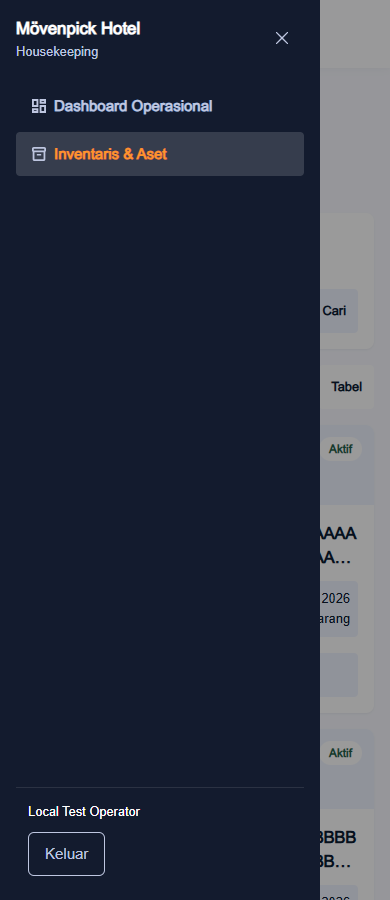 Mövenpick Hotel
Housekeeping
Dashboard Operasional
Inventaris & Aset
Cari
Tabel
Aktif
AAAA
AA...
2026
arang
Aktif
BBBB
BB...
2026
Local Test Operator
Keluar